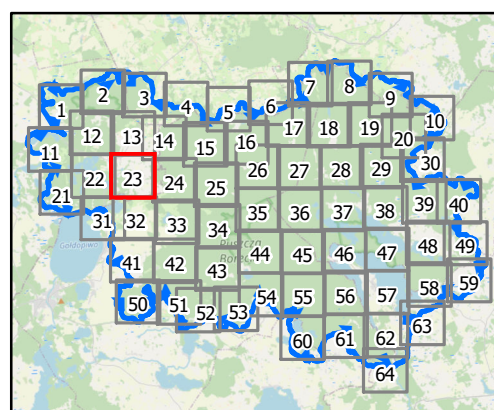 1 2 3 4 5 6 7 8 9 10
11 12 13 14 15 16 17 18 19 20
21 22 23 24 25 26 27 28 29 30
31 32 33 34 35 36 37 38 39 40
41 42 43 44 45 46 47 48 49
50 51 52 53 54 55 56 57 58 59
60 61 62 63
64
Gołdopiwo
Puszcza
Borecka